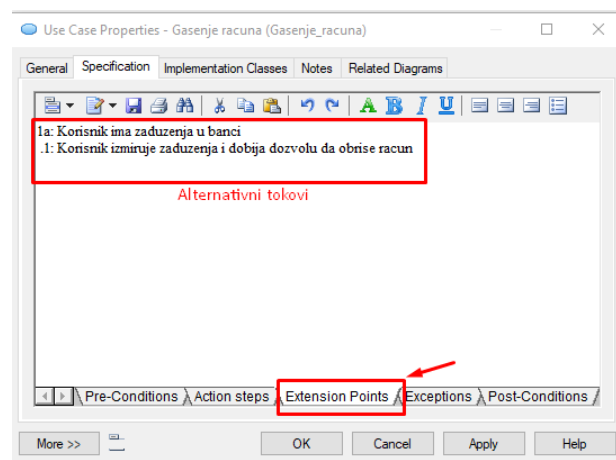 Use Case Properties - Gasenje racuna (Gasenje_racuna)
General Specification Implementation Classes Notes Related Diagrams
A B I U
1a: Korisnik ima zaduzenja u banci
.1: Korisnik izmiruje zaduzenja i dobija dozvolu da obrise racun
Alternativni tokovi
Pre-Conditions Action steps Extension Points Exceptions Post-Conditions
More >> OK Cancel Apply Help